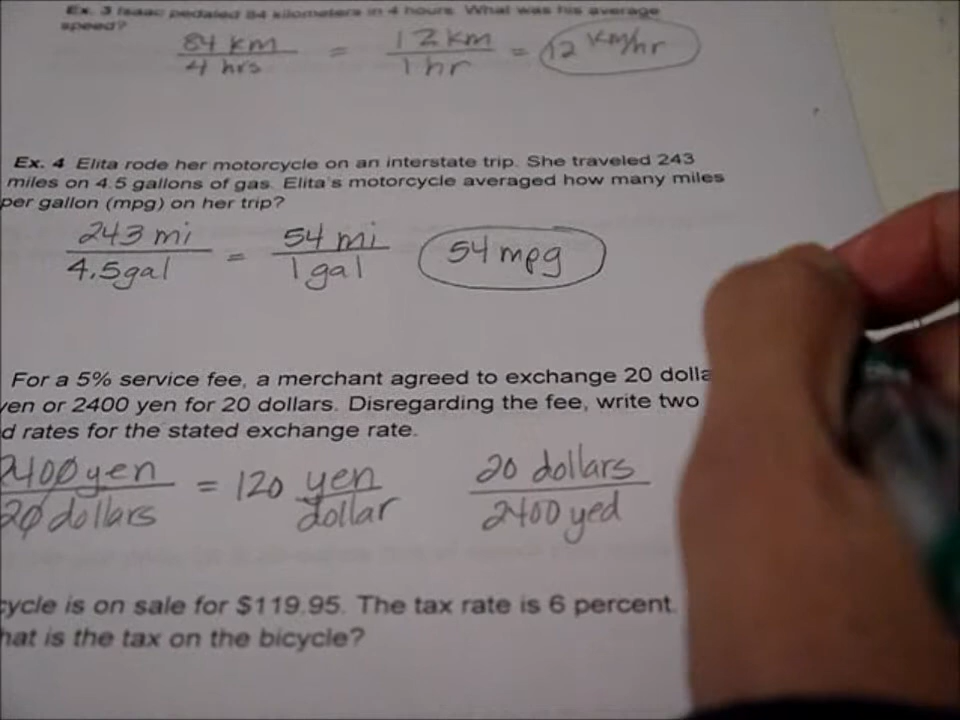 Ex. 3 Isaac pedaled 84 kilometers in 4 hours. What was his average
speed?
84 km / 4 hrs = 12 km / 1 hr = 12 km/hr
Ex. 4 Elita rode her motorcycle on an interstate trip. She traveled 243
miles on 4.5 gallons of gas. Elita's motorcycle averaged how many miles
per gallon (mpg) on her trip?
243 mi / 4.5 gal = 54 mi / 1 gal 54 mpg
For a 5% service fee, a merchant agreed to exchange 20 dolla
yen or 2400 yen for 20 dollars. Disregarding the fee, write two
d rates for the stated exchange rate.
2400 yen / 20 dollars = 120 yen / dollar 20 dollars / 2400 yed
cycle is on sale for $119.95. The tax rate is 6 percent.
hat is the tax on the bicycle?